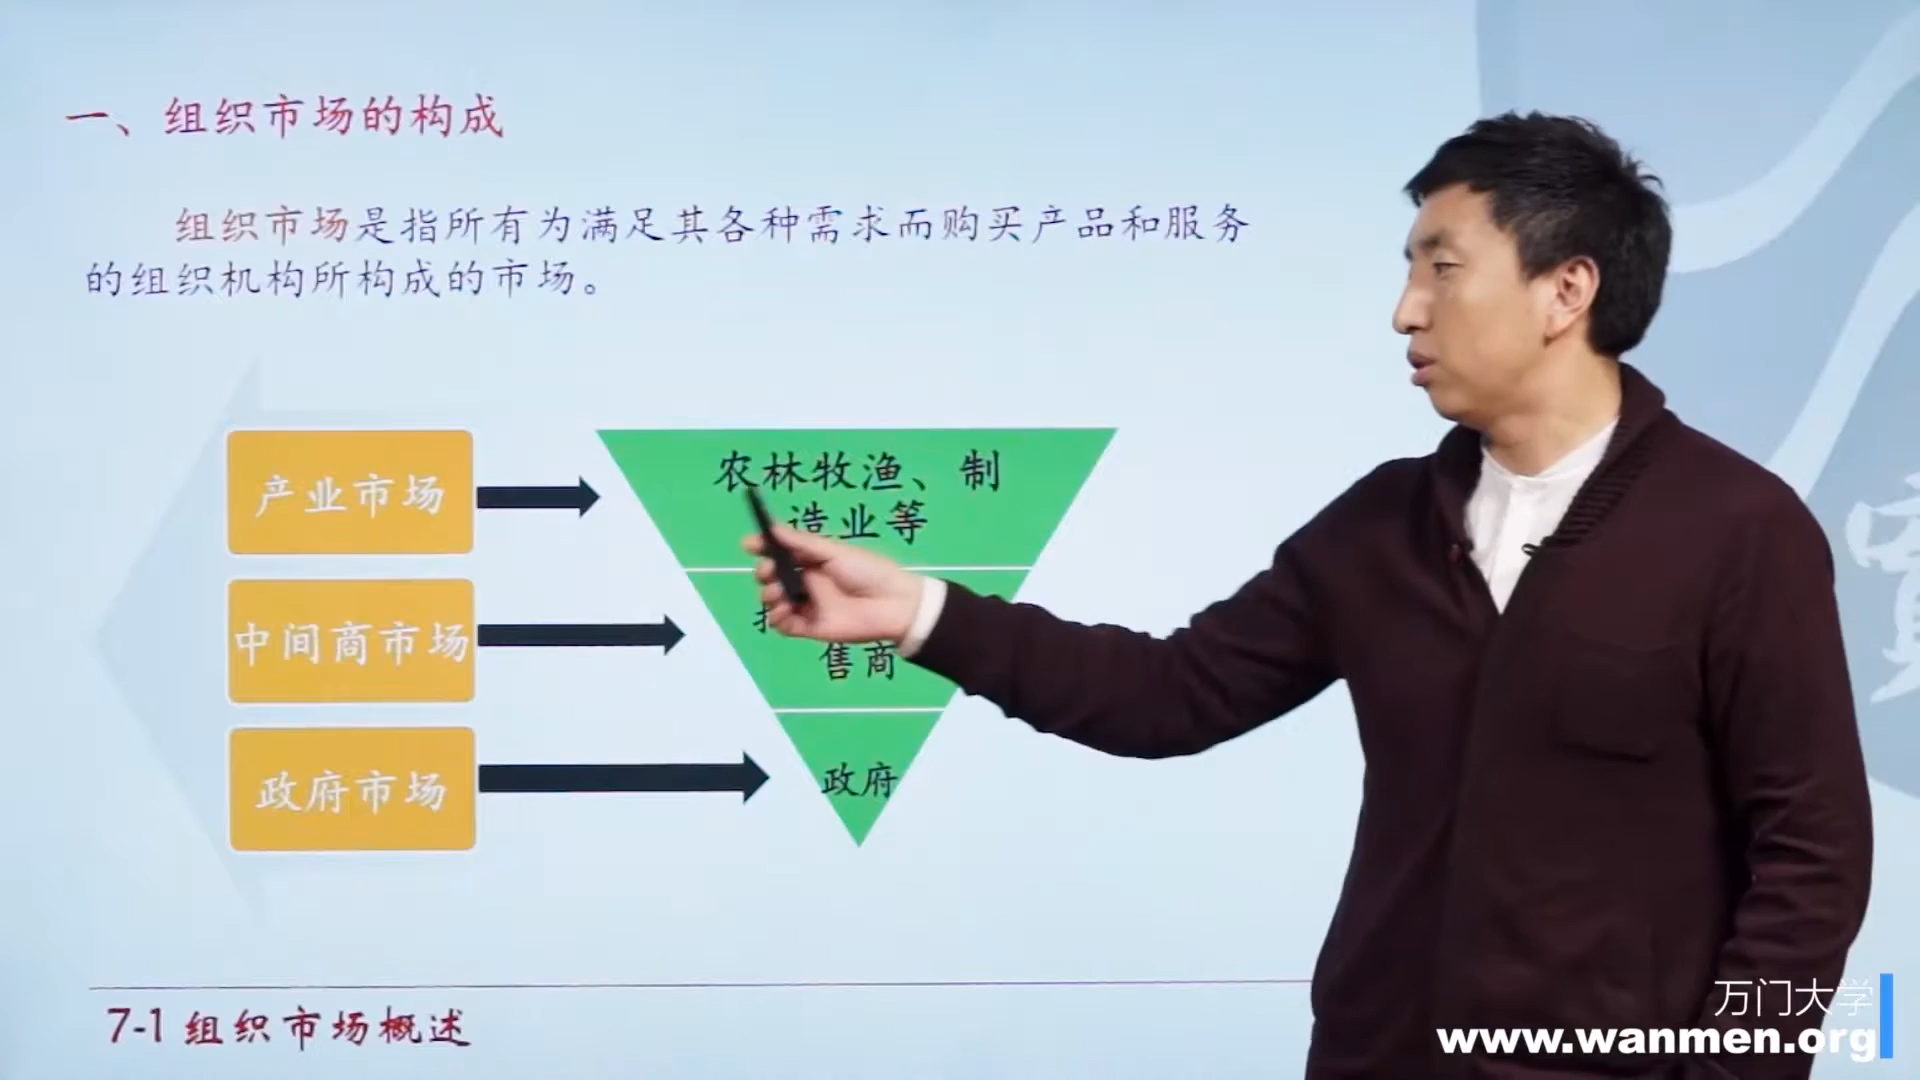 一、组织市场的构成
组织市场是指所有为满足其各种需求而购买产品和服务
的组织机构所构成的市场。
产业市场
农林牧渔、制
造业等
中间商市场
售商
政府市场
政府
7-1 组织市场概述
万门大学
www.wanmen.org